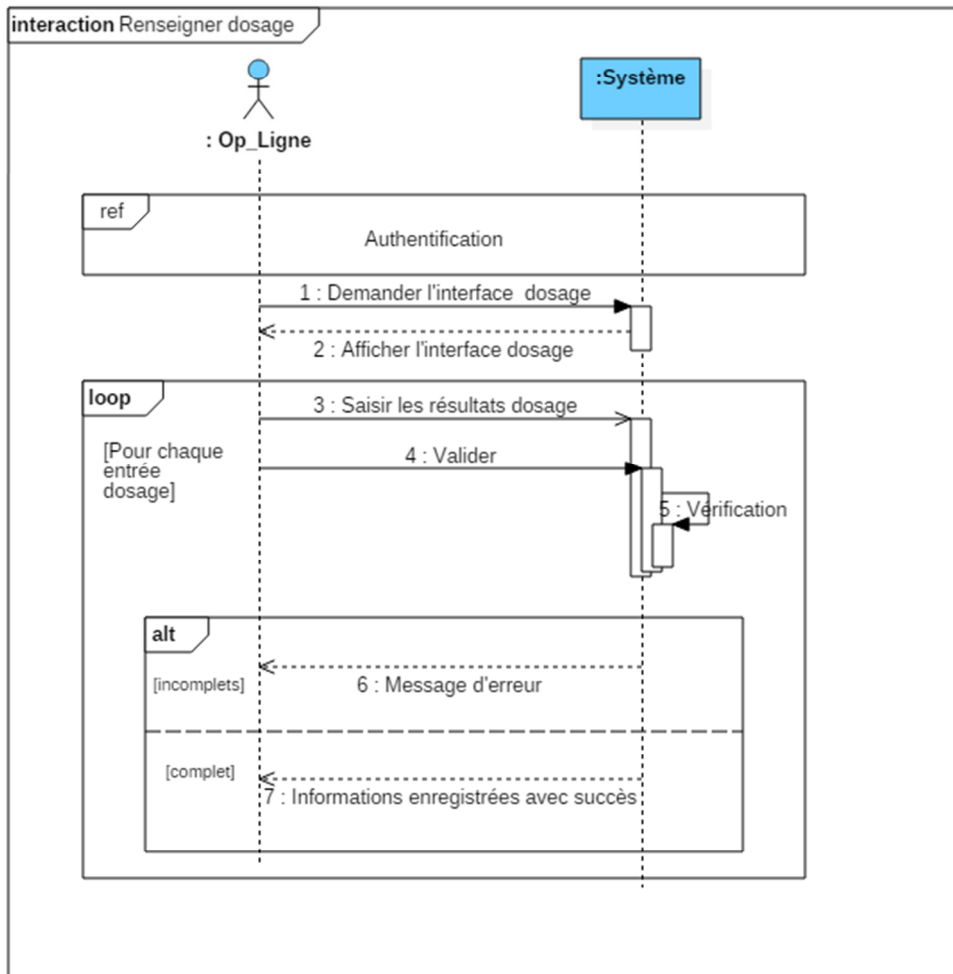 interaction Renseigner dosage
:Système
: Op_Ligne
ref
Authentification
1 : Demander l'interface  dosage
2 : Afficher l'interface dosage
loop
3 : Saisir les résultats dosage
[Pour chaque
entrée
dosage]
4 : Valider
5 : Vérification
alt
[incomplets]
6 : Message d'erreur
[complet]
7 : Informations enregistrées avec succès